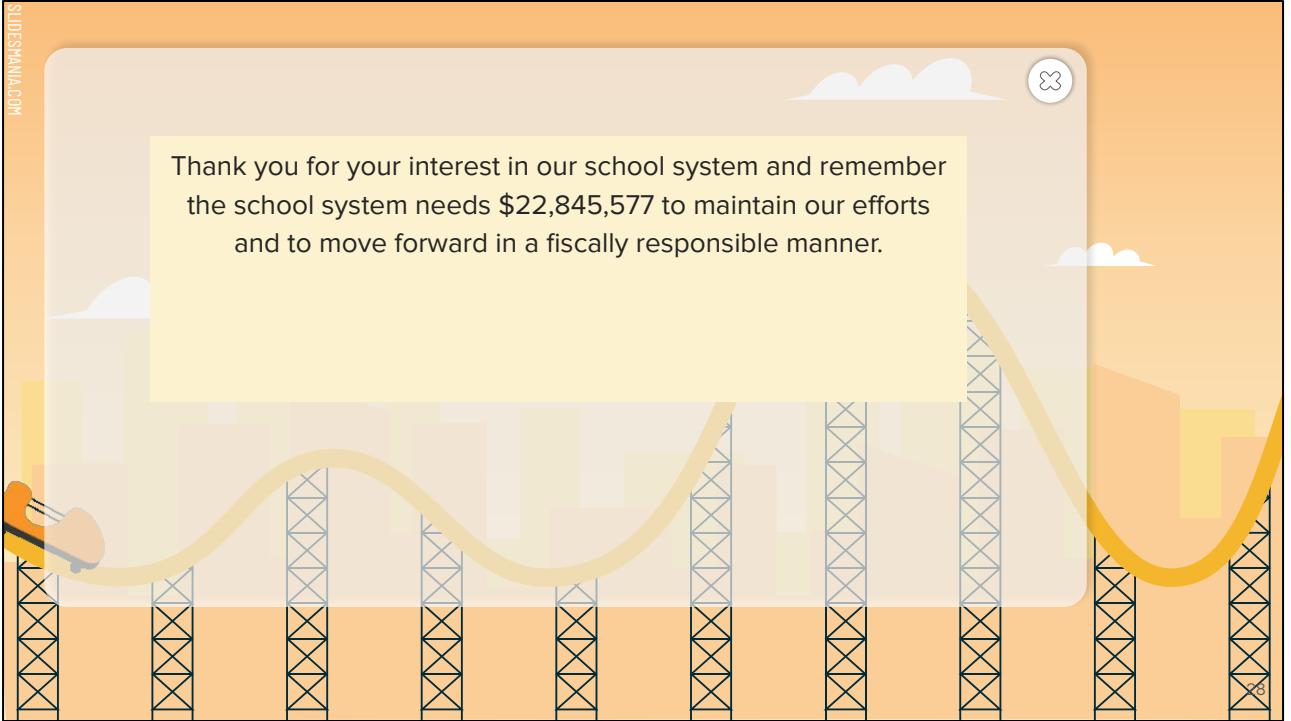 SLIDESMANIA.COM
Thank you for your interest in our school system and remember
the school system needs $22,845,577 to maintain our efforts
and to move forward in a fiscally responsible manner.
28